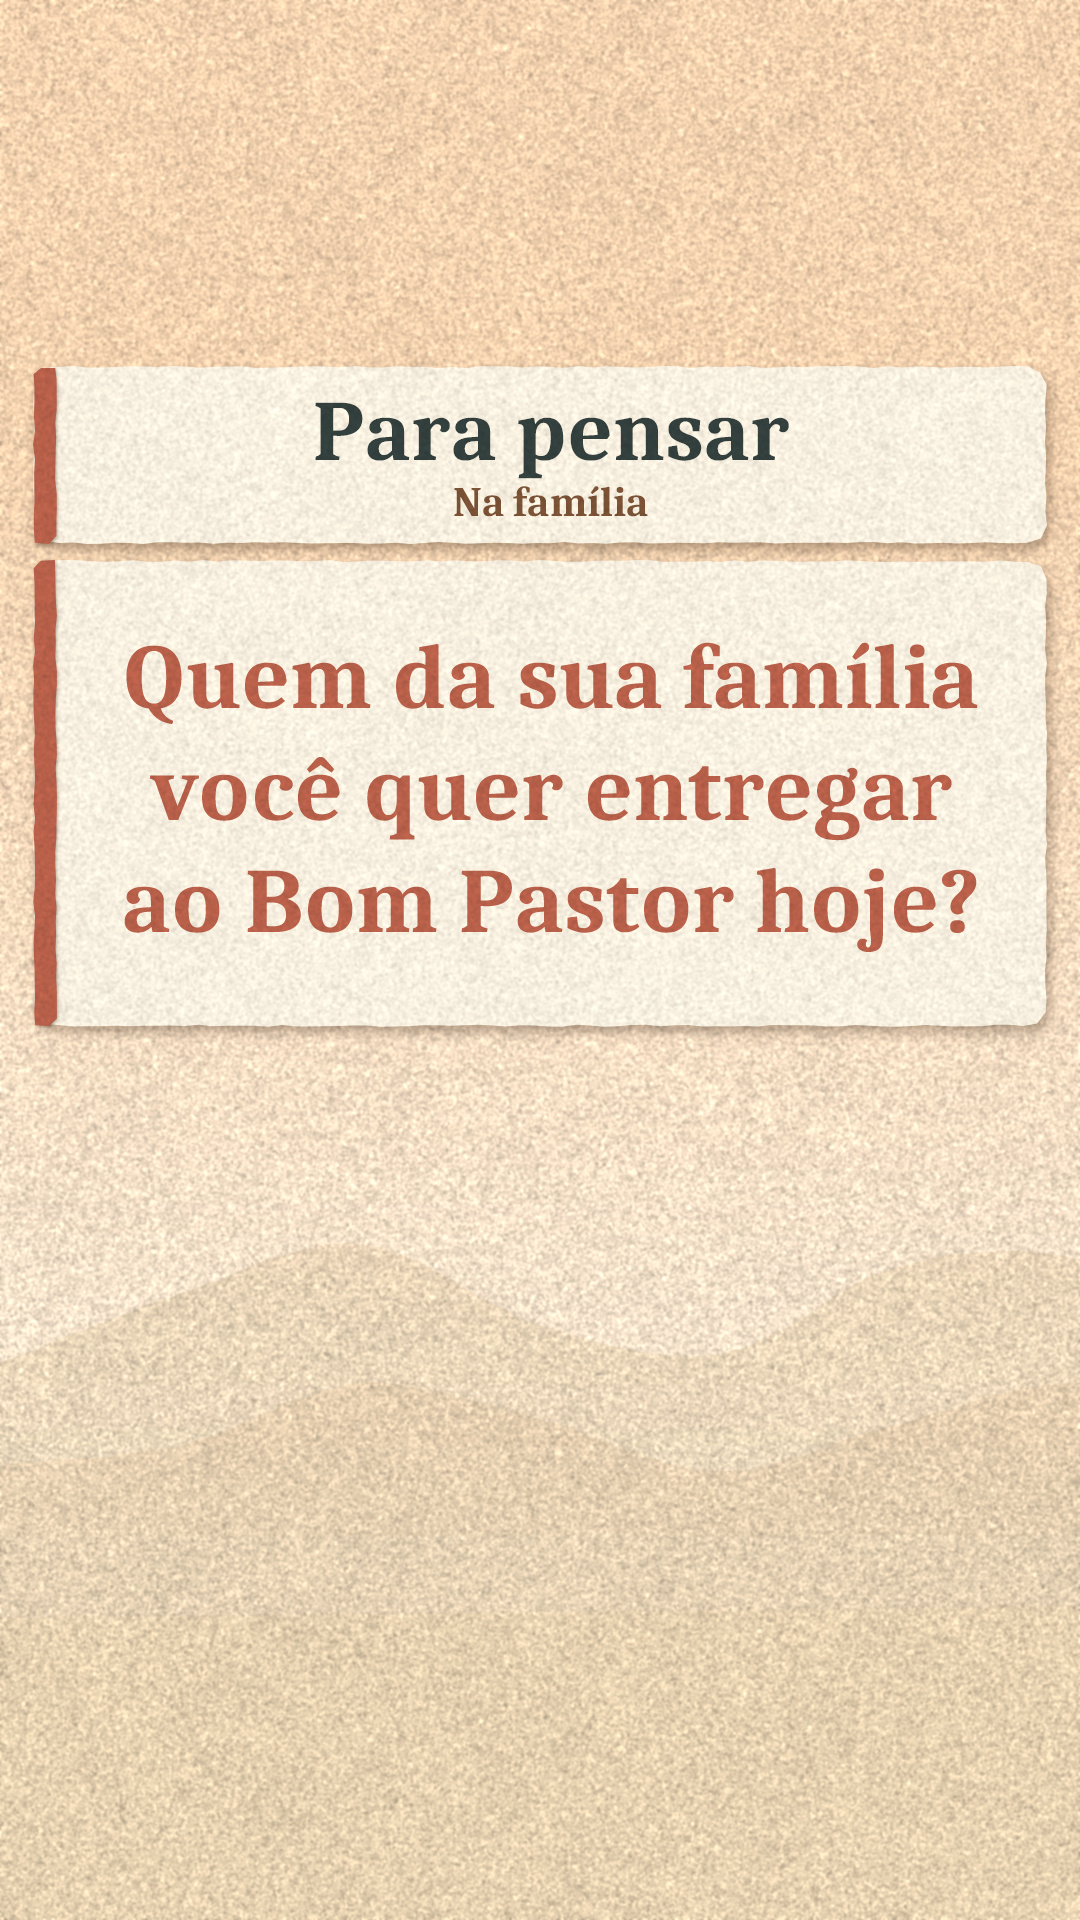 Para pensar
Na família
Quem da sua família
você quer entregar
ao Bom Pastor hoje?